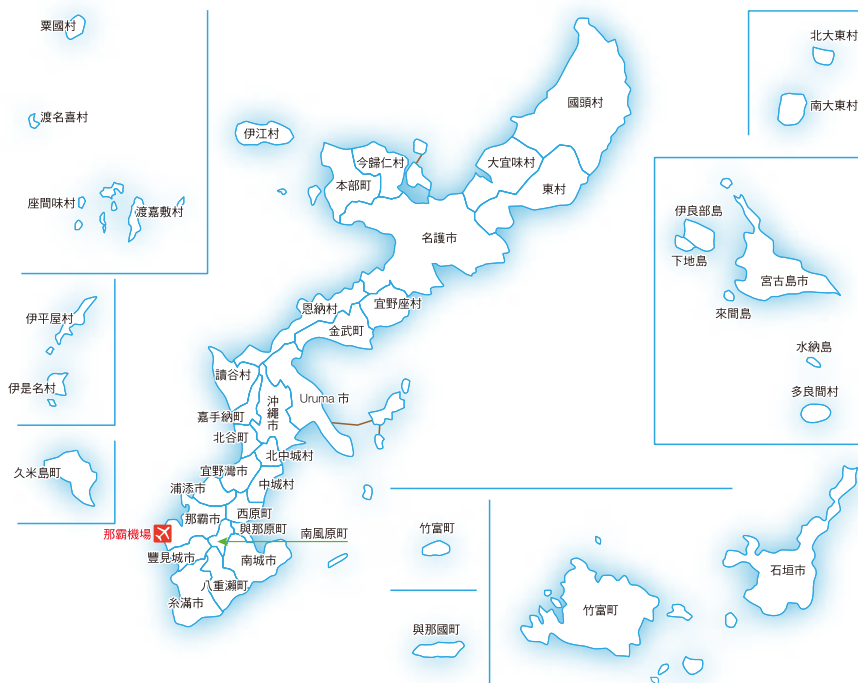 粟國村
渡名喜村
座間味村
渡嘉敷村
伊平屋村
伊是名村
久米島町
伊江村
國頭村
大宜味村
東村
今歸仁村
本部町
名護市
恩納村
宜野座村
金武町
讀谷村
沖繩市
Uruma 市
嘉手納町
北谷町
北中城村
宜野灣市
中城村
浦添市
西原町
那霸市
與那原町
那霸機場
南風原町
豐見城市
南城市
八重瀨町
糸滿市
北大東村
南大東村
伊良部島
下地島
宮古島市
來間島
水納島
多良間村
竹富町
與那國町
竹富町
石垣市